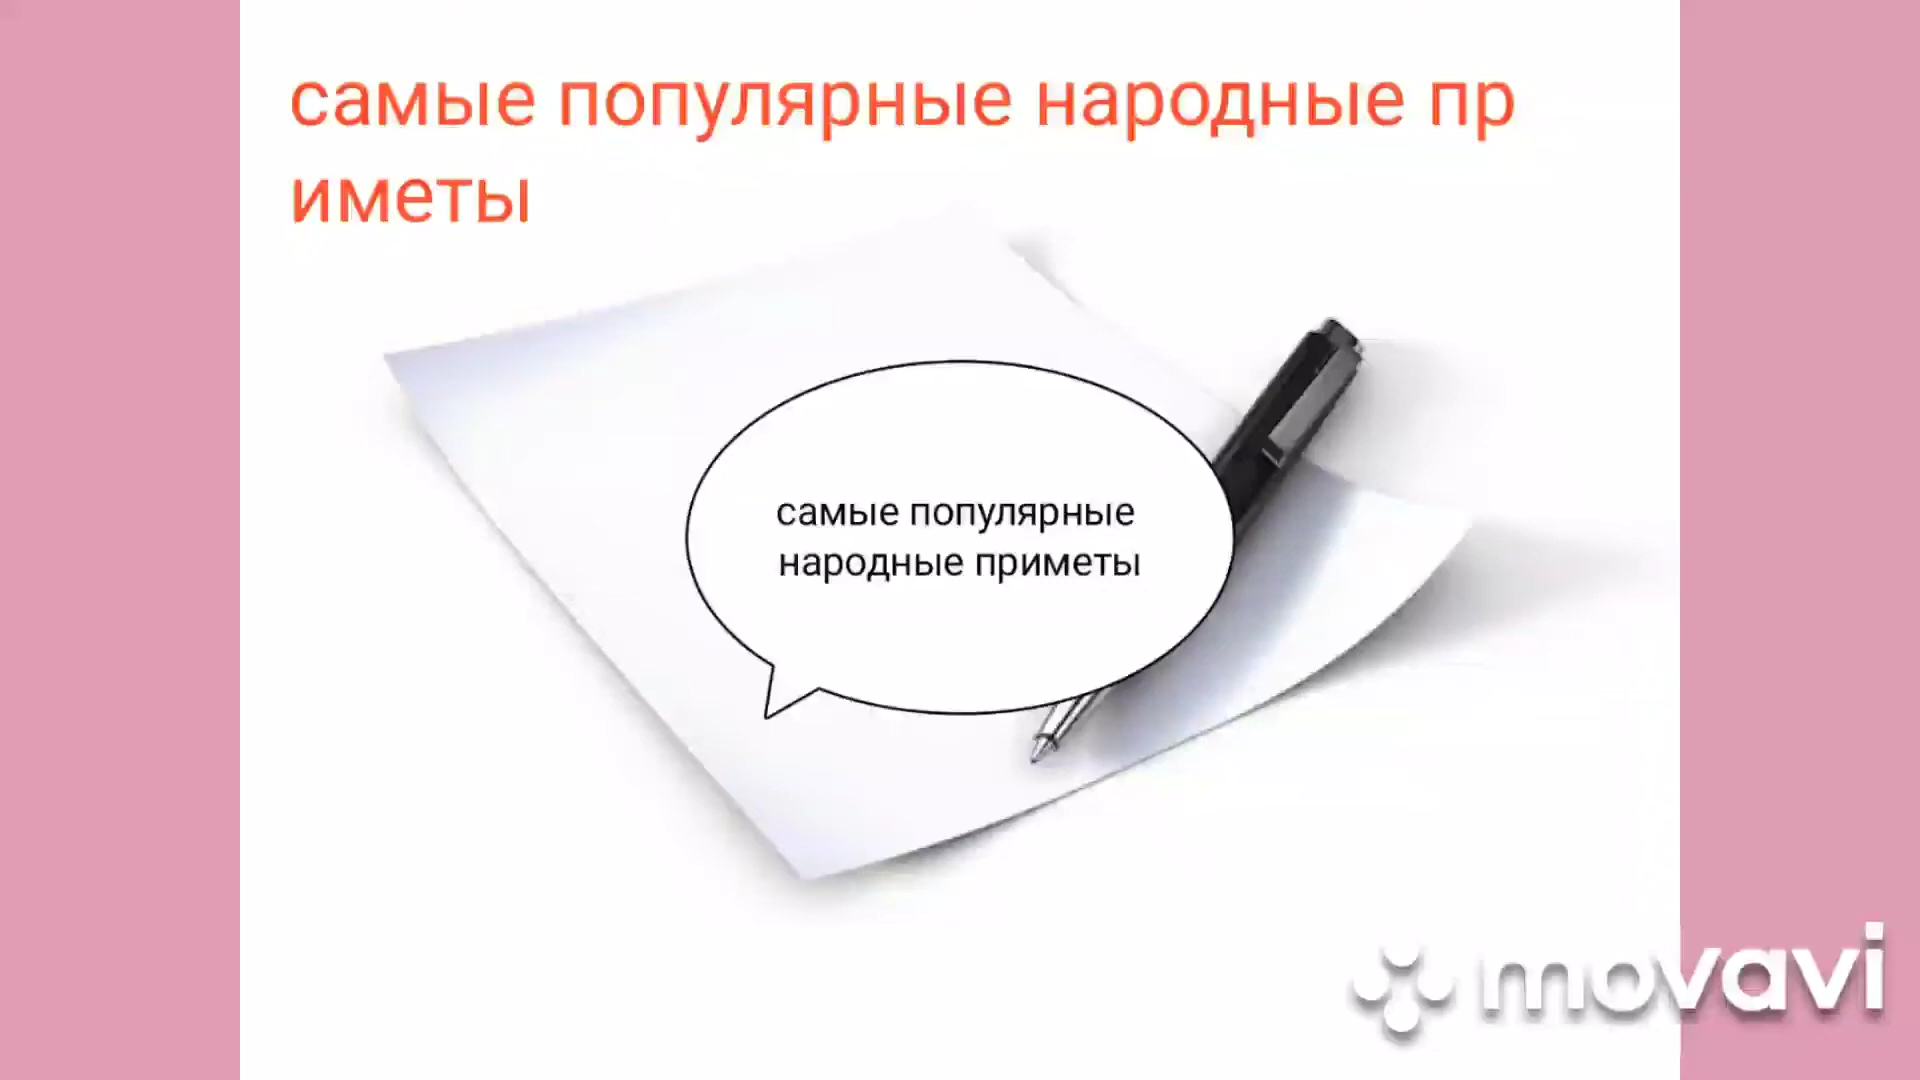 самые популярные народные пр
иметы
самые популярные
народные приметы
movavi